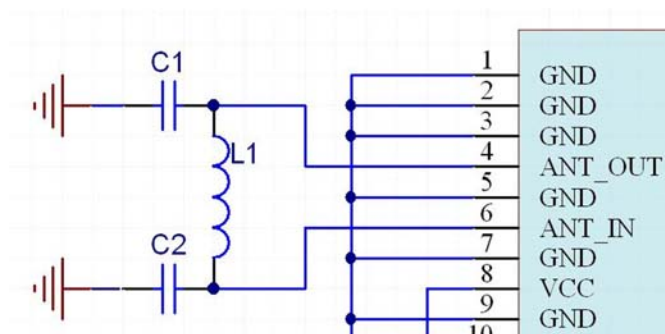 C1
1 GND
2 GND
3 GND
L1
4 ANT_OUT
5 GND
6 ANT_IN
C2
7 GND
8 VCC
9 GND
10